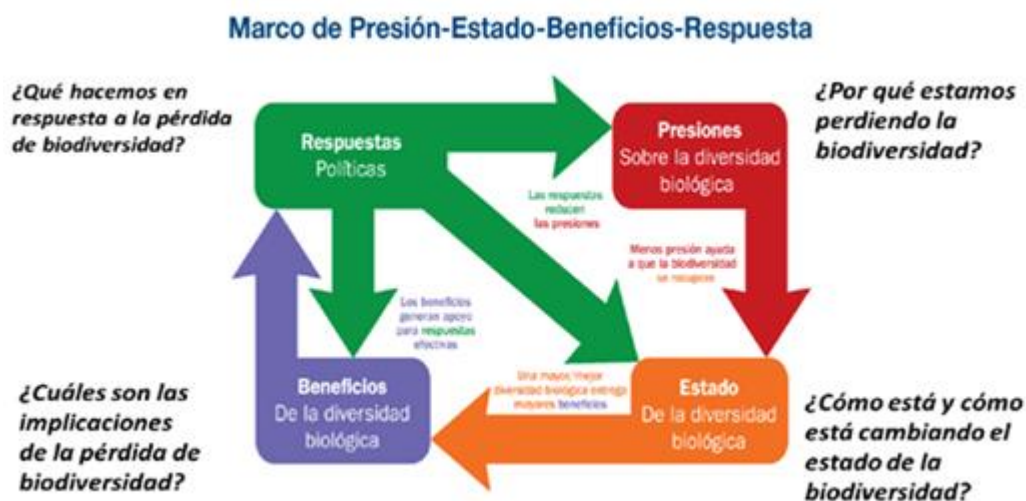 Marco de Presión-Estado-Beneficios-Respuesta
¿Qué hacemos en
respuesta a la pérdida
de biodiversidad?
Respuestas
Políticas
Presiones
Sobre la diversidad
biológica
¿Por qué estamos
perdiendo la
biodiversidad?
Las respuestas
reducen
las presiones
Menos presión ayuda
a que la biodiversidad
se recupere
Los beneficios
generan apoyo
para respuestas
efectivas
Una mayor/mejor
diversidad biológica entrega
mayores beneficios
¿Cuáles son las
implicaciones
de la pérdida de
biodiversidad?
Beneficios
De la diversidad
biológica
Estado
De la diversidad
biológica
¿Cómo está y cómo
está cambiando el
estado de la
biodiversidad?